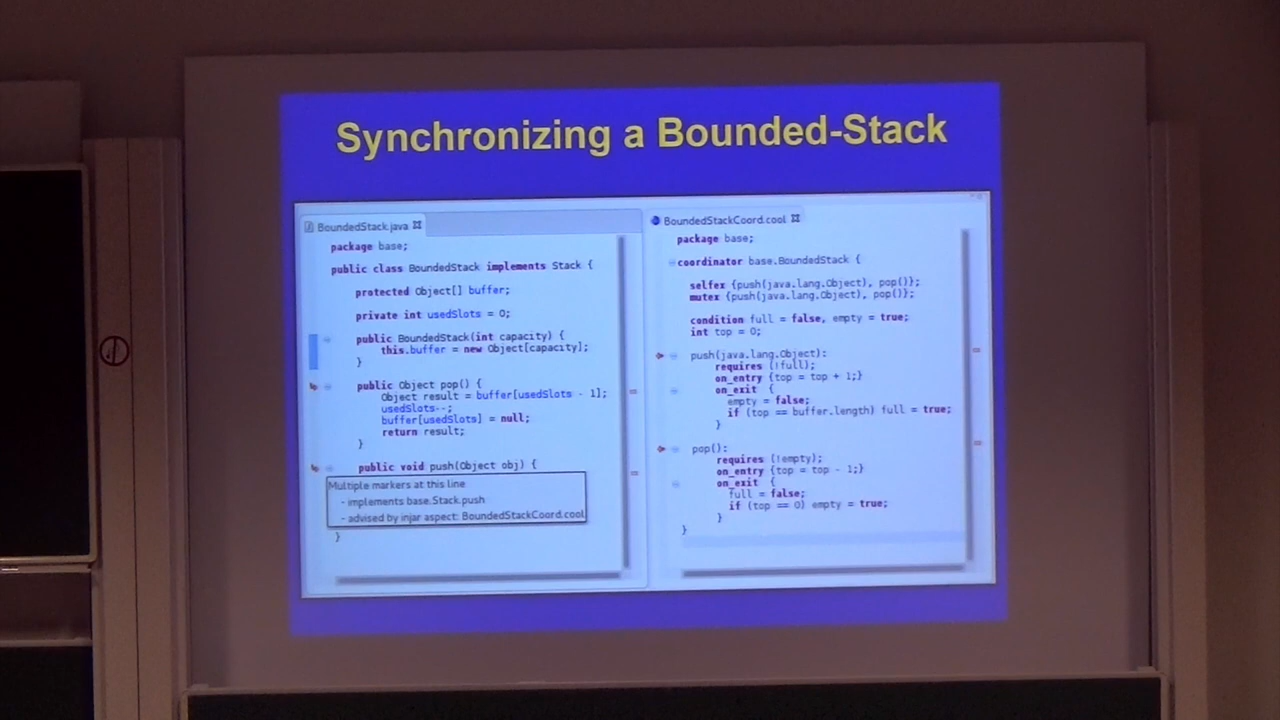 Synchronizing a Bounded-Stack
BoundedStack.java
package base;
public class BoundedStack implements Stack {
protected Object[] buffer;
private int usedSlots = 0;
public BoundedStack(int capacity) {
this.buffer = new Object[capacity];
}
public Object pop() {
Object result = buffer[usedSlots - 1];
usedSlots--;
buffer[usedSlots] = null;
return result;
}
public void push(Object obj) {
Multiple markers at this line
- implements base.Stack.push
- advised by injar aspect: BoundedStackCoord.cool
}
BoundedStackCoord.cool
package base;
coordinator base.BoundedStack {
selfex {push(java.lang.Object), pop()};
mutex {push(java.lang.Object), pop()};
condition full = false, empty = true;
int top = 0;
push(java.lang.Object):
requires (!full);
on_entry {top = top + 1;}
on_exit {
empty = false;
if (top == buffer.length) full = true;
}
pop():
requires (!empty);
on_entry {top = top - 1;}
on_exit {
full = false;
if (top == 0) empty = true;
}
}